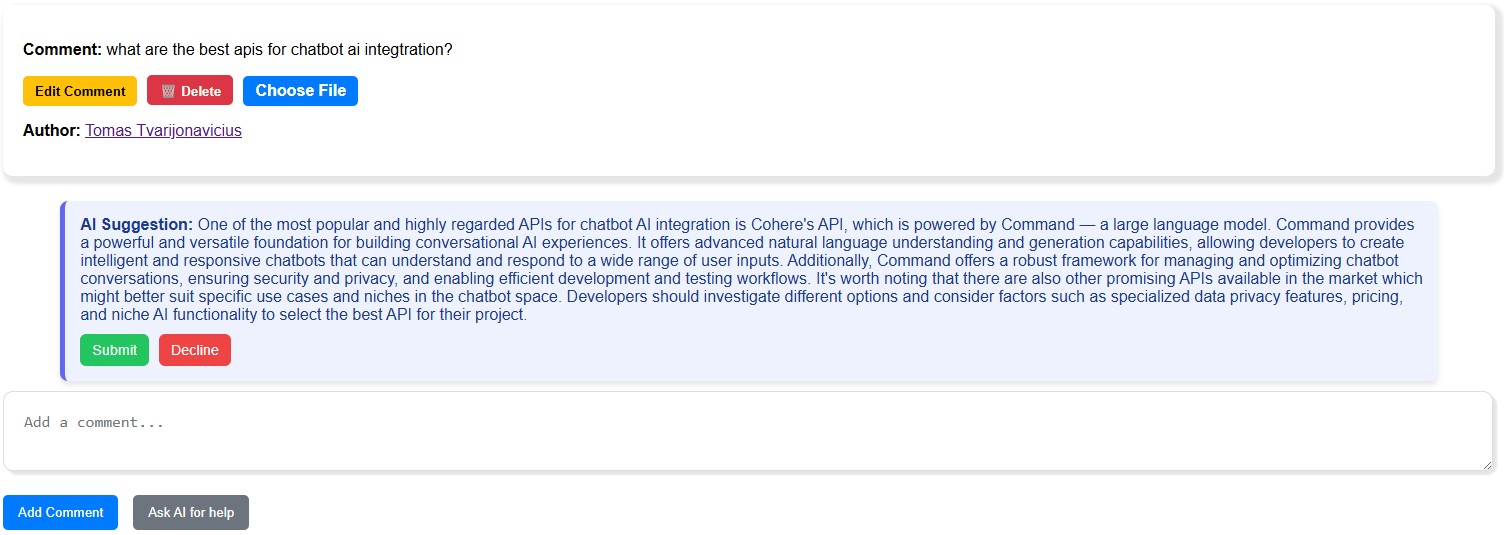 Comment: what are the best apis for chatbot ai integtration?
Edit Comment 🗑️ Delete Choose File
Author: Tomas Tvarijonavicius
AI Suggestion: One of the most popular and highly regarded APIs for chatbot AI integration is Cohere's API, which is powered by Command — a large language model. Command provides
a powerful and versatile foundation for building conversational AI experiences. It offers advanced natural language understanding and generation capabilities, allowing developers to create
intelligent and responsive chatbots that can understand and respond to a wide range of user inputs. Additionally, Command offers a robust framework for managing and optimizing chatbot
conversations, ensuring security and privacy, and enabling efficient development and testing workflows. It's worth noting that there are also other promising APIs available in the market which
might better suit specific use cases and niches in the chatbot space. Developers should investigate different options and consider factors such as specialized data privacy features, pricing,
and niche AI functionality to select the best API for their project.
Submit Decline
Add a comment...
Add Comment Ask AI for help